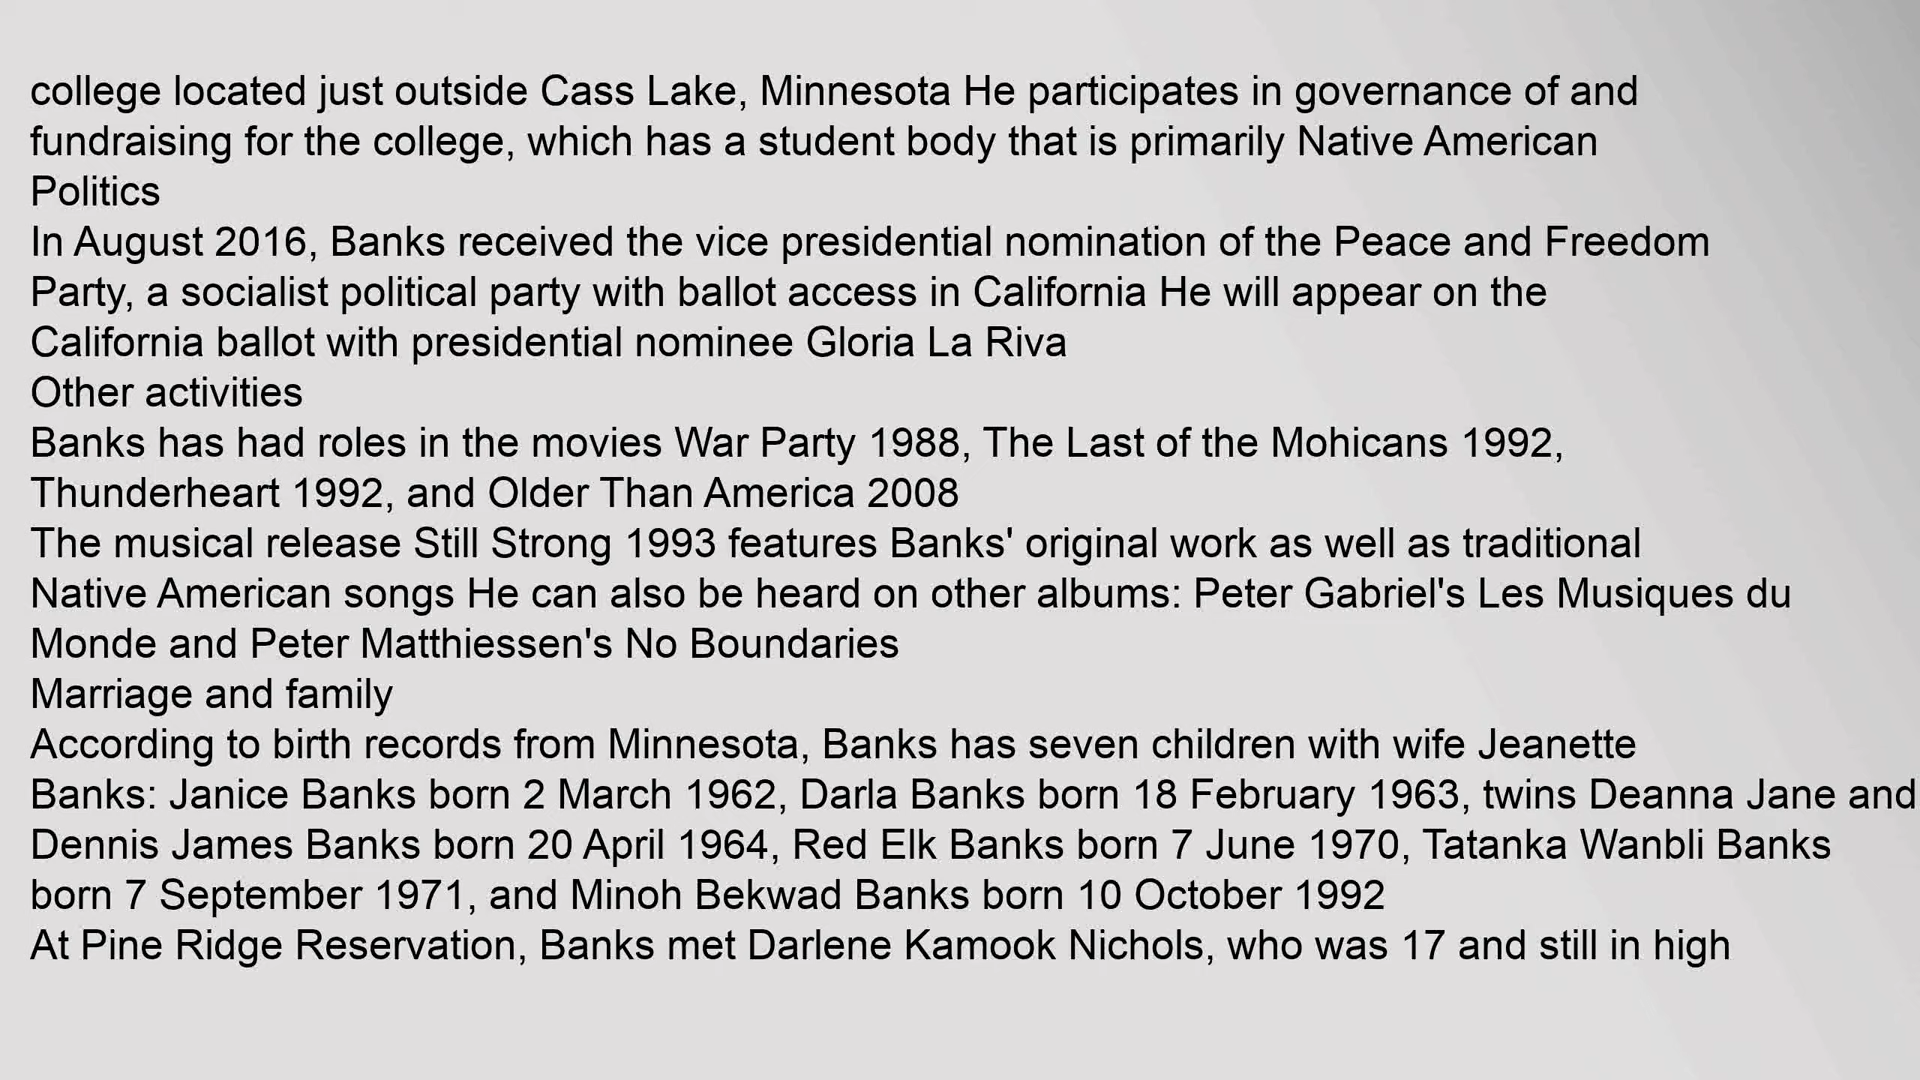 college located just outside Cass Lake, Minnesota He participates in governance of and
fundraising for the college, which has a student body that is primarily Native American
Politics
In August 2016, Banks received the vice presidential nomination of the Peace and Freedom
Party, a socialist political party with ballot access in California He will appear on the
California ballot with presidential nominee Gloria La Riva
Other activities
Banks has had roles in the movies War Party 1988, The Last of the Mohicans 1992,
Thunderheart 1992, and Older Than America 2008
The musical release Still Strong 1993 features Banks' original work as well as traditional
Native American songs He can also be heard on other albums: Peter Gabriel's Les Musiques du
Monde and Peter Matthiessen's No Boundaries
Marriage and family
According to birth records from Minnesota, Banks has seven children with wife Jeanette
Banks: Janice Banks born 2 March 1962, Darla Banks born 18 February 1963, twins Deanna Jane and
Dennis James Banks born 20 April 1964, Red Elk Banks born 7 June 1970, Tatanka Wanbli Banks
born 7 September 1971, and Minoh Bekwad Banks born 10 October 1992
At Pine Ridge Reservation, Banks met Darlene Kamook Nichols, who was 17 and still in high